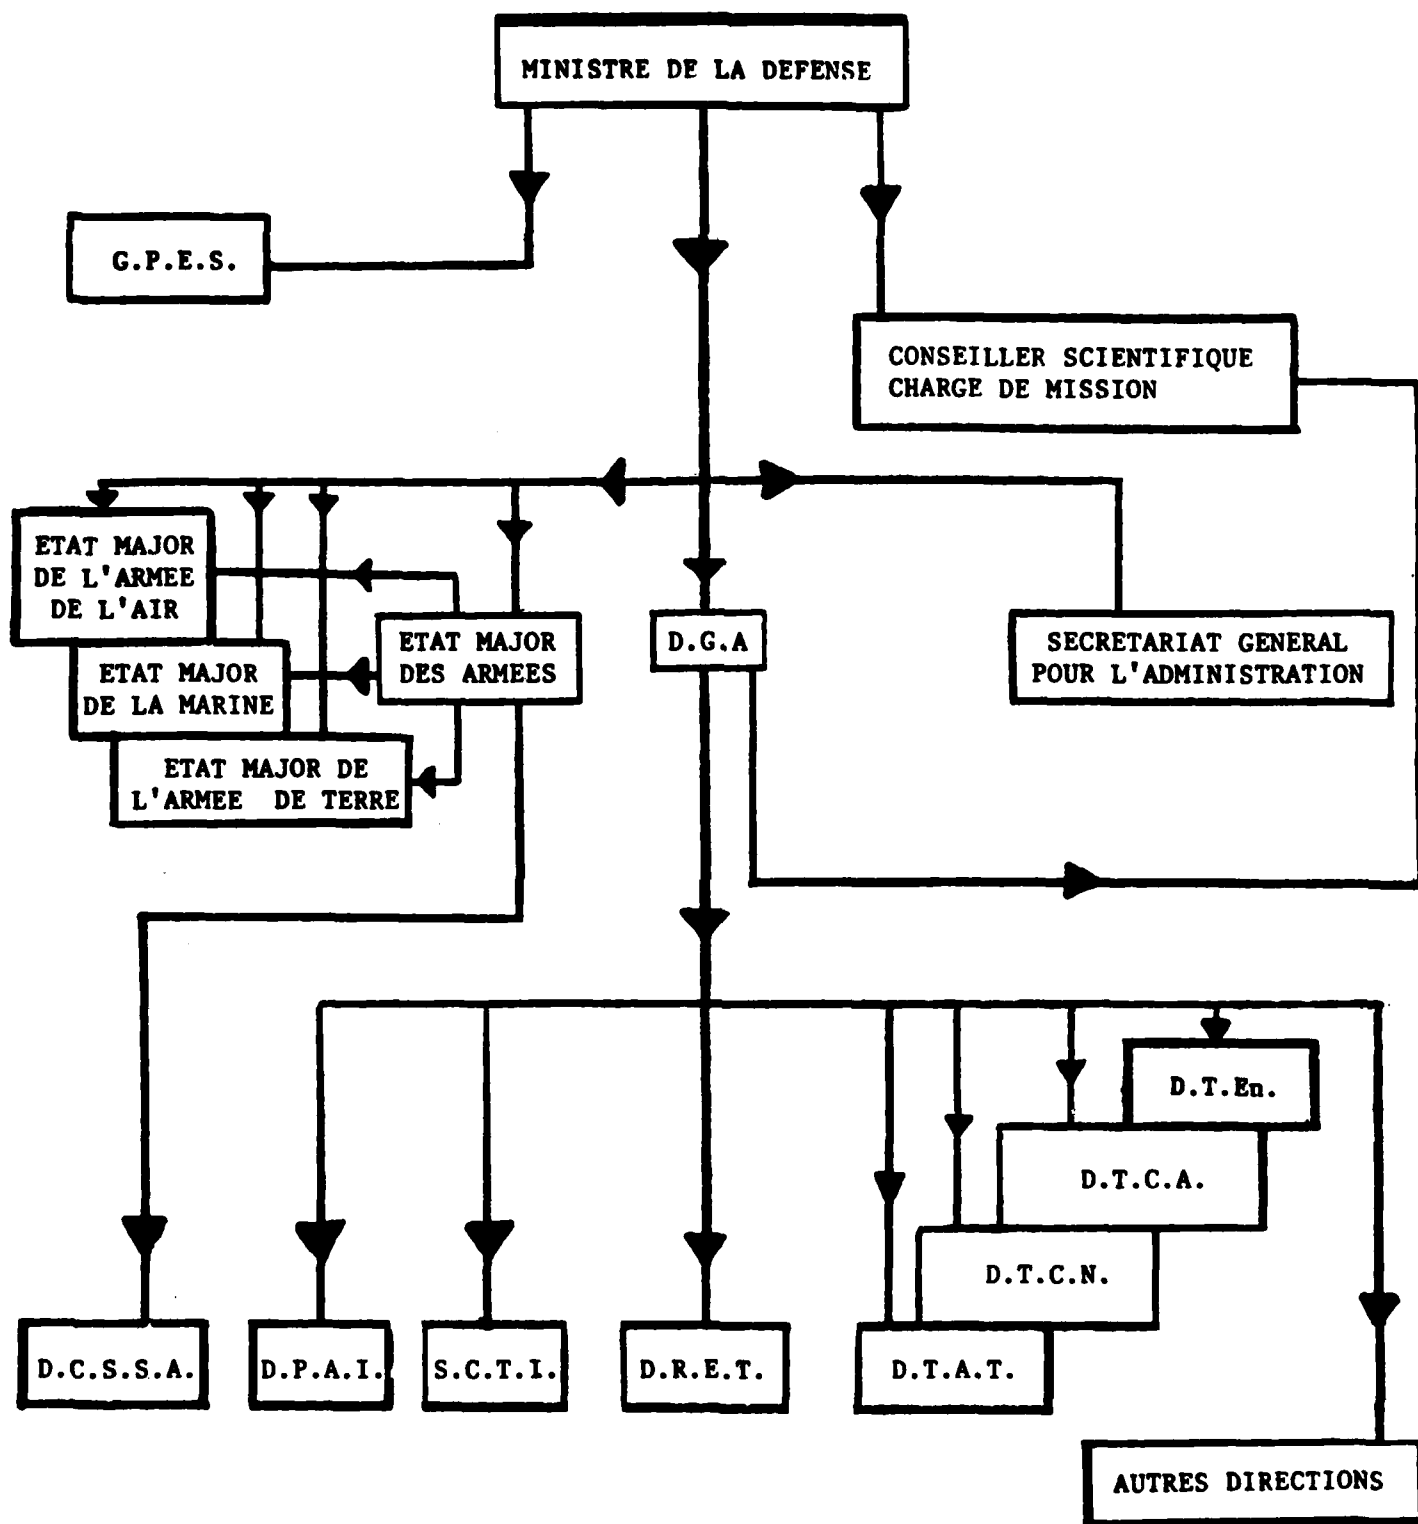 MINISTRE DE LA DEFENSE
G.P.E.S.
CONSEILLER SCIENTIFIQUE
CHARGE DE MISSION
ETAT MAJOR
DE L'ARMEE
DE L'AIR
ETAT MAJOR
DE LA MARINE
ETAT MAJOR DE
L'ARMEE DE TERRE
ETAT MAJOR
DES ARMEES
D.G.A
SECRETARIAT GENERAL
POUR L'ADMINISTRATION
D.T.En.
D.T.C.A.
D.T.C.N.
D.C.S.S.A.
D.P.A.I.
S.C.T.I.
D.R.E.T.
D.T.A.T.
AUTRES DIRECTIONS